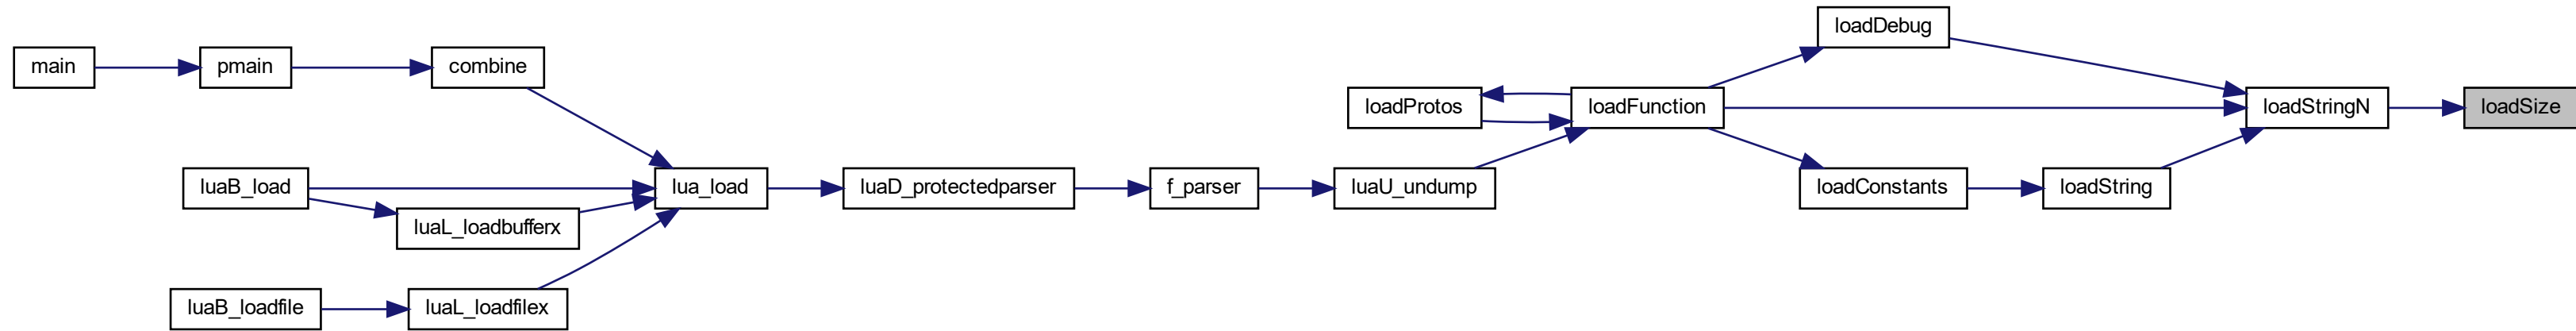 main
pmain
combine
luaB_load
luaL_loadbufferx
luaB_loadfile
luaL_loadfilex
lua_load
luaD_protectedparser
f_parser
luaU_undump
loadProtos
loadFunction
loadDebug
loadConstants
loadString
loadStringN
loadSize